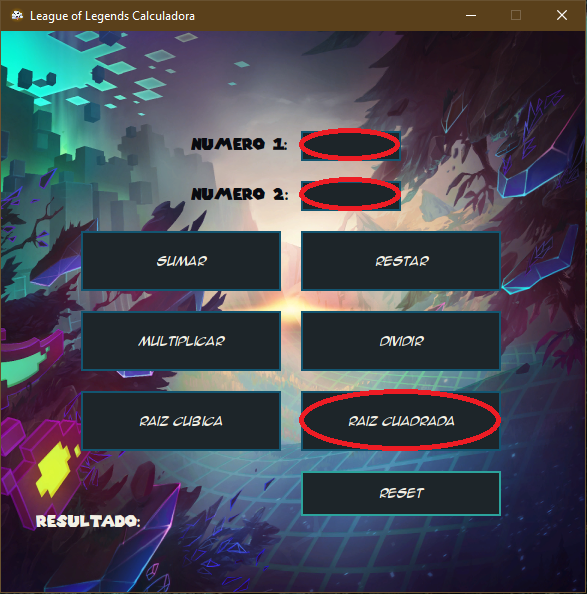 League of Legends Calculadora
NUMERO 1:
NUMERO 2:
SUMAR
RESTAR
MULTIPLICAR
DIVIDIR
RAIZ CUBICA
RAIZ CUADRADA
RESET
RESULTADO: